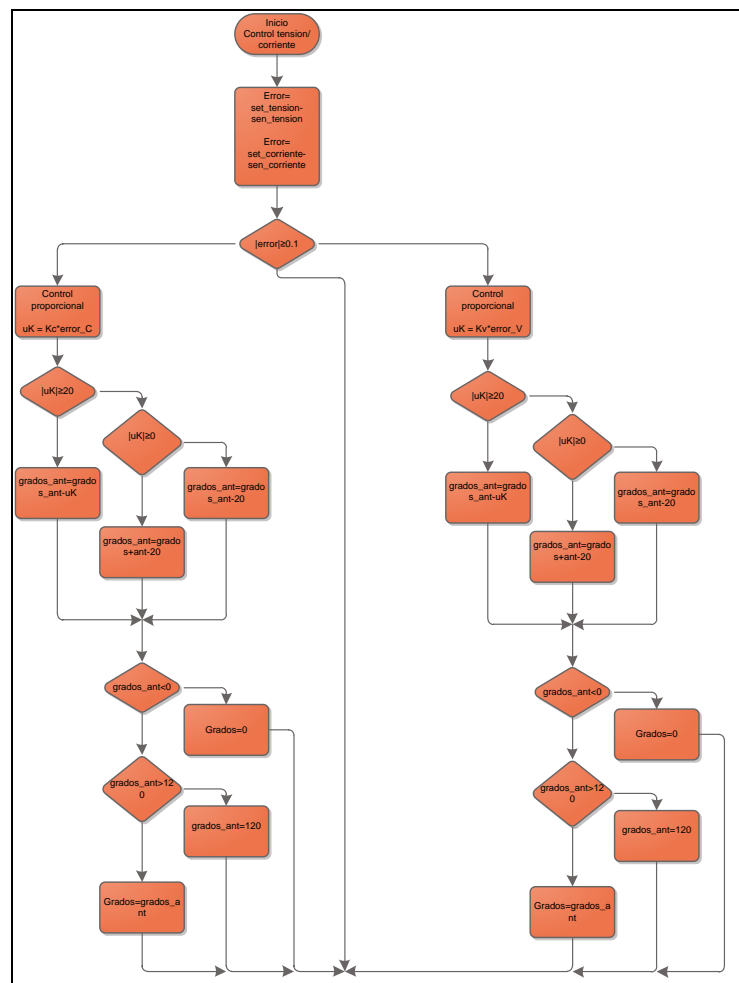 Inicio
Control tension/
corriente
Error=
set_tension-
sen_tension
Error=
set_corriente-
sen_corriente
|error|≥0.1
Control
proporcional
uK = Kc*error_C
|uK|≥20
|uK|≥0
grados_ant=grado
s_ant-uK
grados_ant=grado
s_ant-20
grados_ant=grado
s+ant-20
grados_ant<0
Grados=0
grados_ant>12
0
grados_ant=120
Grados=grados_a
nt
Control
proporcional
uK = Kv*error_V
|uK|≥20
|uK|≥0
grados_ant=grado
s_ant-uK
grados_ant=grado
s_ant-20
grados_ant=grado
s+ant-20
grados_ant<0
Grados=0
grados_ant>12
0
grados_ant=120
Grados=grados_a
nt